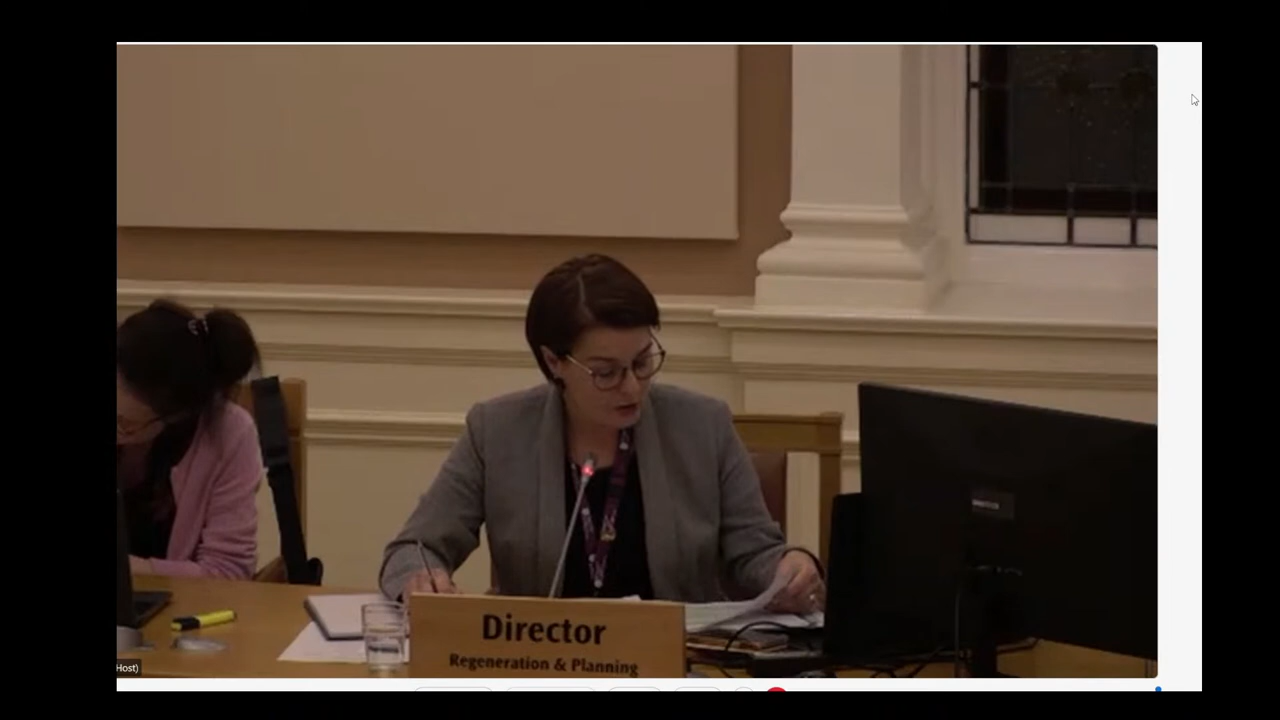 Director
Regeneration & Planning
Host)